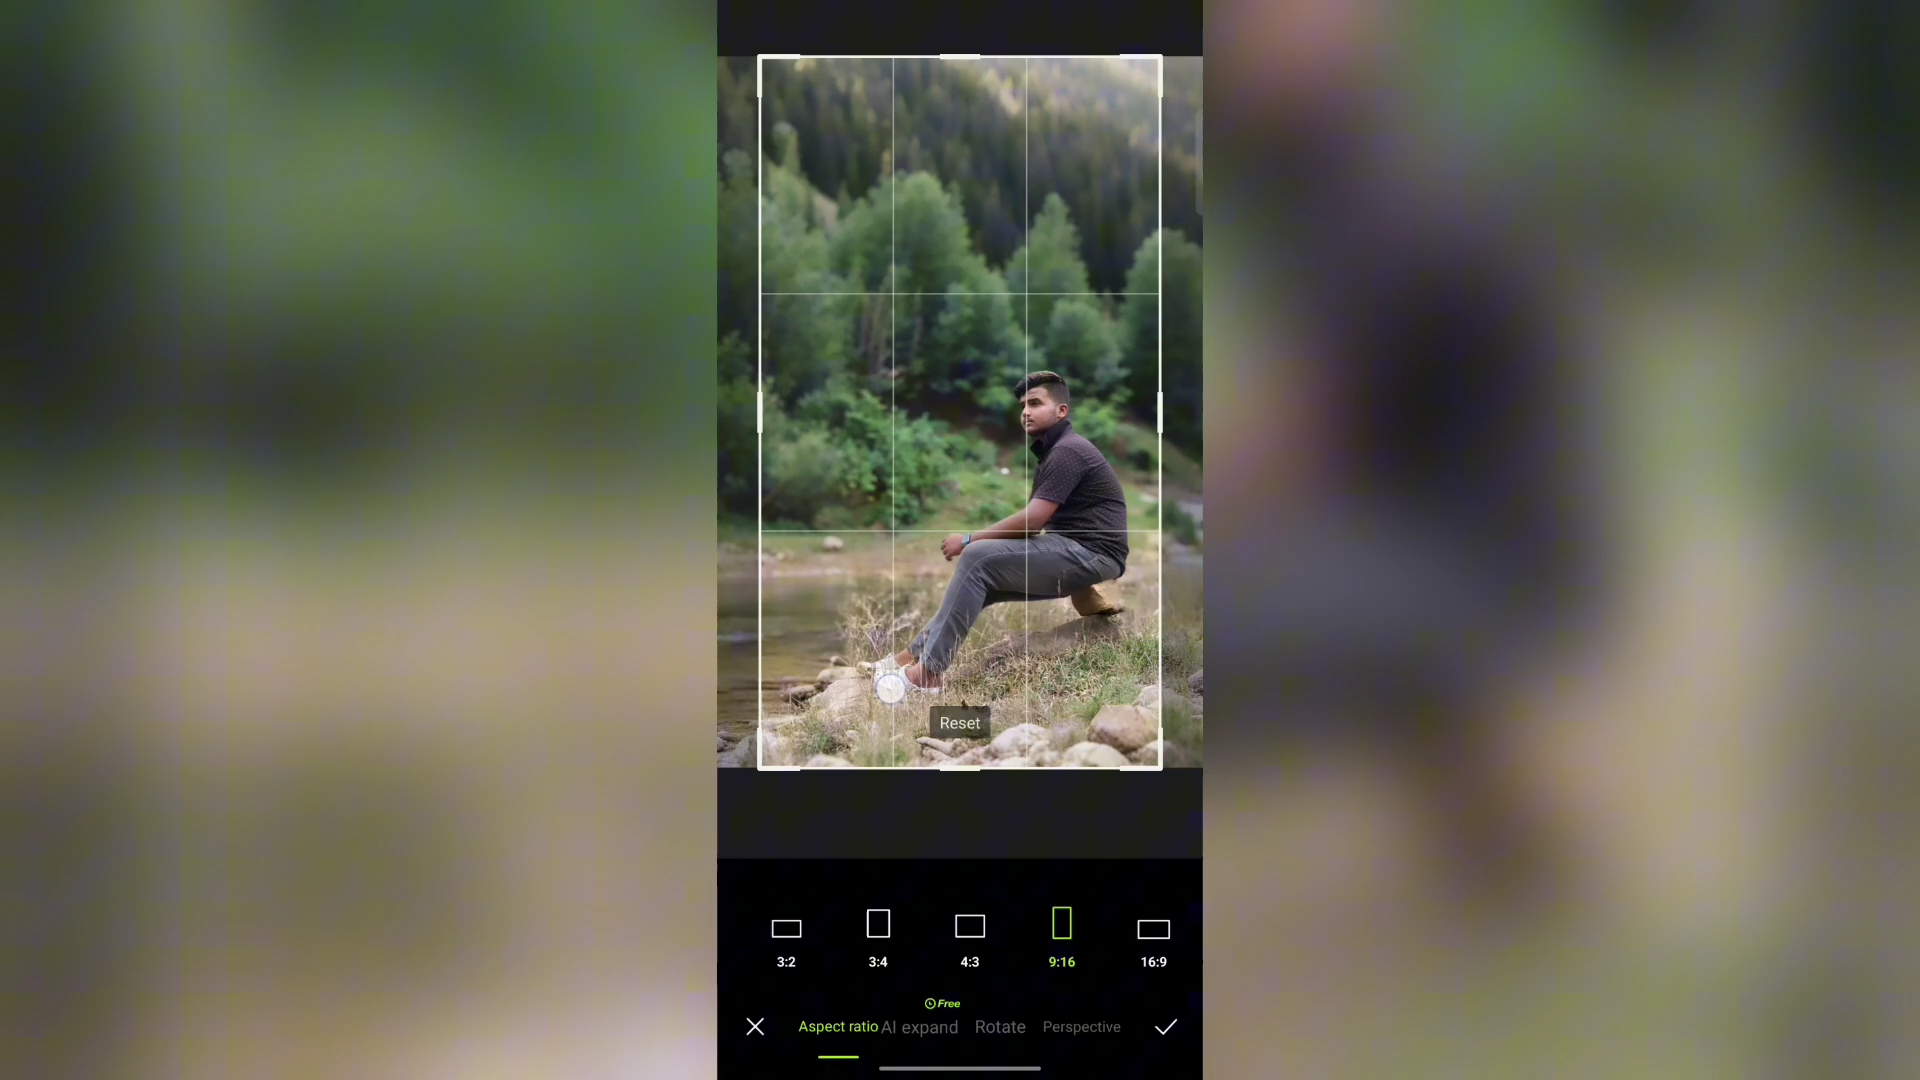 Reset
3:2 3:4 4:3 9:16 16:9
Free
Aspect ratio AI expand Rotate Perspective